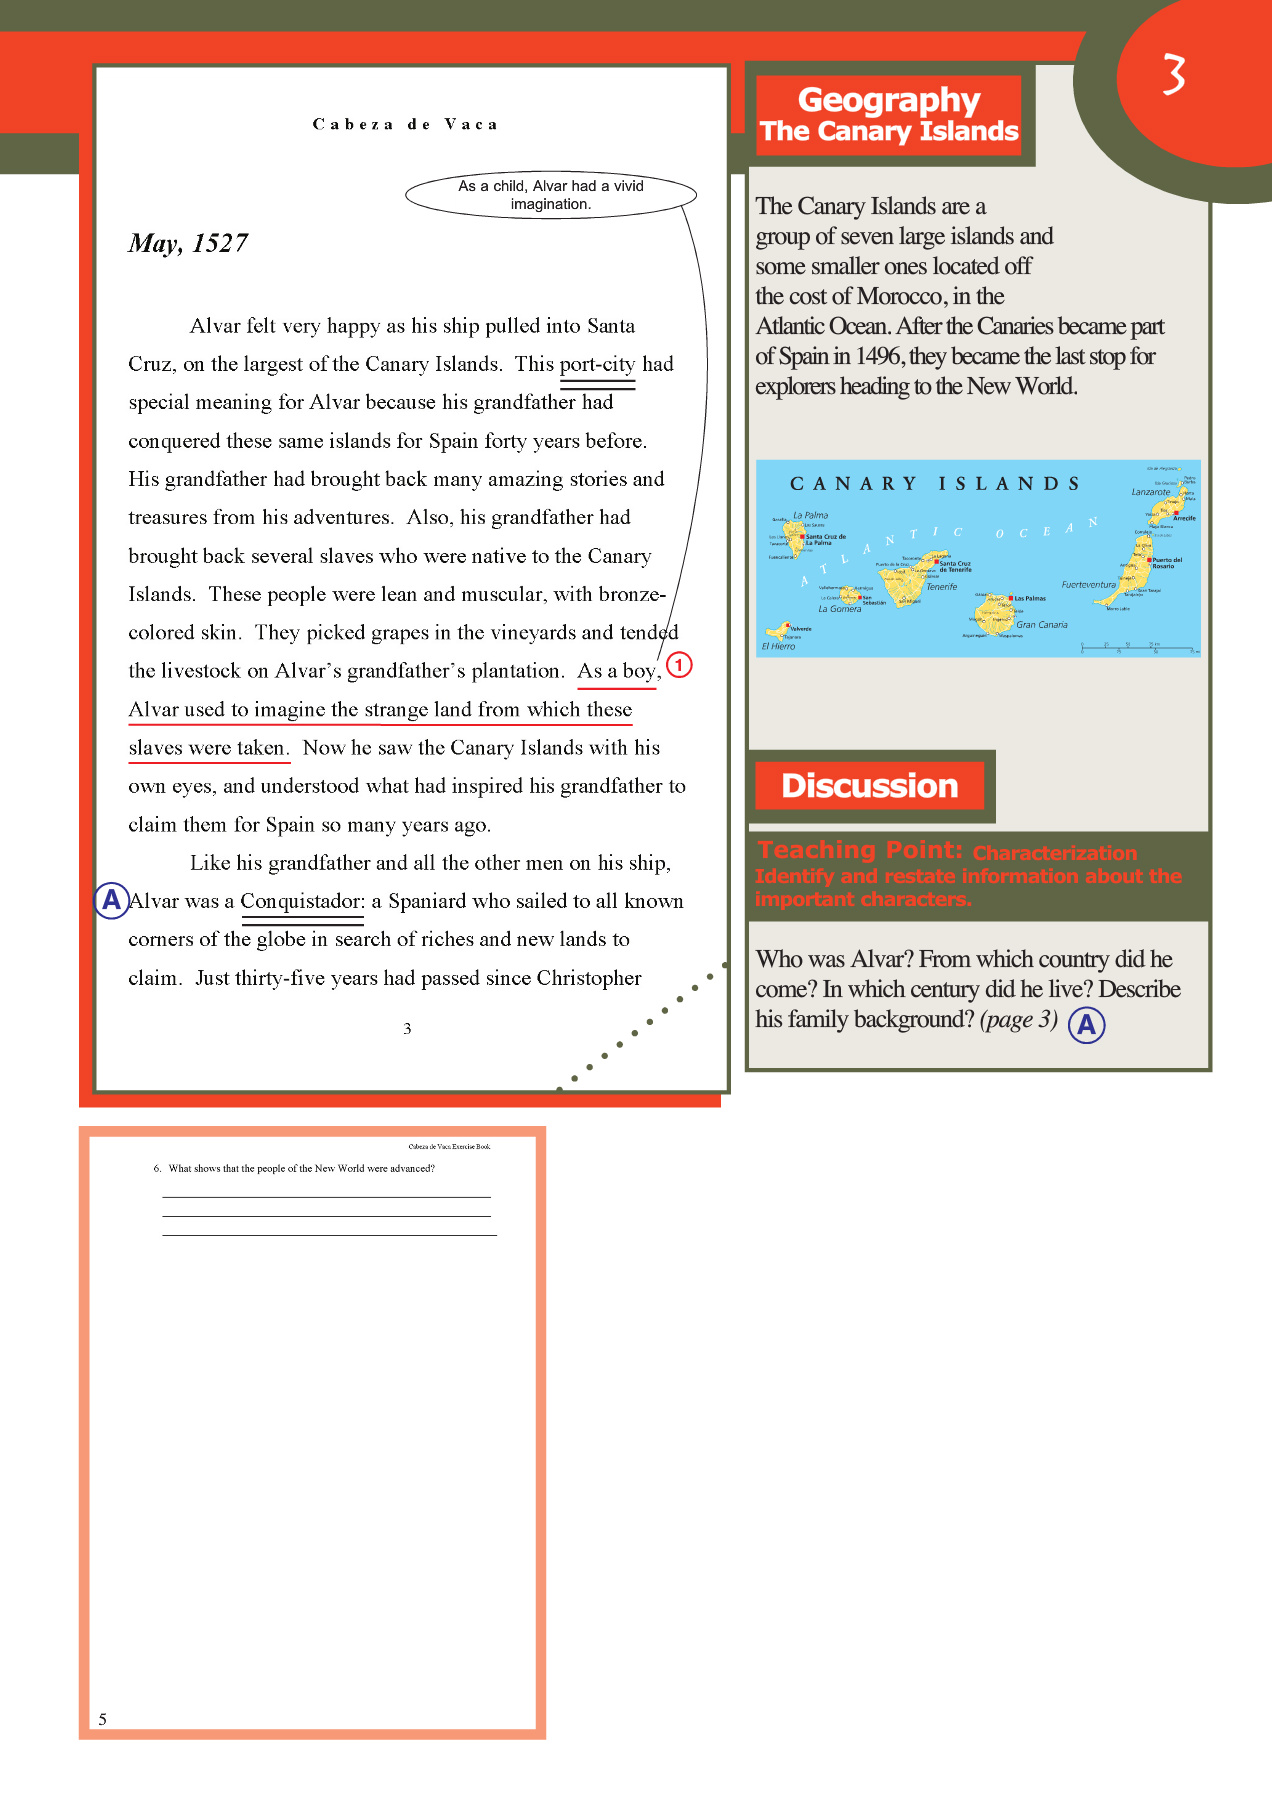 3
Cabeza de Vaca
As a child, Alvar had a vivid
imagination.
May, 1527
Alvar felt very happy as his ship pulled into Santa
Cruz, on the largest of the Canary Islands.  This port-city had
special meaning for Alvar because his grandfather had
conquered these same islands for Spain forty years before.
His grandfather had brought back many amazing stories and
treasures from his adventures.  Also, his grandfather had
brought back several slaves who were native to the Canary
Islands.  These people were lean and muscular, with bronze-
colored skin.  They picked grapes in the vineyards and tended
the livestock on Alvar’s grandfather’s plantation.  As a boy, 1
Alvar used to imagine the strange land from which these
slaves were taken.  Now he saw the Canary Islands with his
own eyes, and understood what had inspired his grandfather to
claim them for Spain so many years ago.
Like his grandfather and all the other men on his ship,
A Alvar was a Conquistador: a Spaniard who sailed to all known
corners of the globe in search of riches and new lands to
claim.  Just thirty-five years had passed since Christopher
3
Geography
The Canary Islands
The Canary Islands are a
group of seven large islands and
some smaller ones located off
the cost of Morocco, in the
Atlantic Ocean. After the Canaries became part
of Spain in 1496, they became the last stop for
explorers heading to the New World.
CANARY ISLANDS
ATLANTIC OCEAN
La Palma
Santa Cruz de
La Palma
Santa Cruz
de Tenerife
Tenerife
San
Sebastián
La Gomera
Valverde
El Hierro
Las Palmas
Gran Canaria
Lanzarote
Arrecife
Puerto del
Rosario
Fuerteventura
Discussion
Teaching Point: Characterization
Identify and restate information about the
important characters.
Who was Alvar? From which country did he
come? In which century did he live? Describe
his family background? (page 3) A
Cabeza de Vaca Exercise Book
6. What shows that the people of the New World were advanced?
5